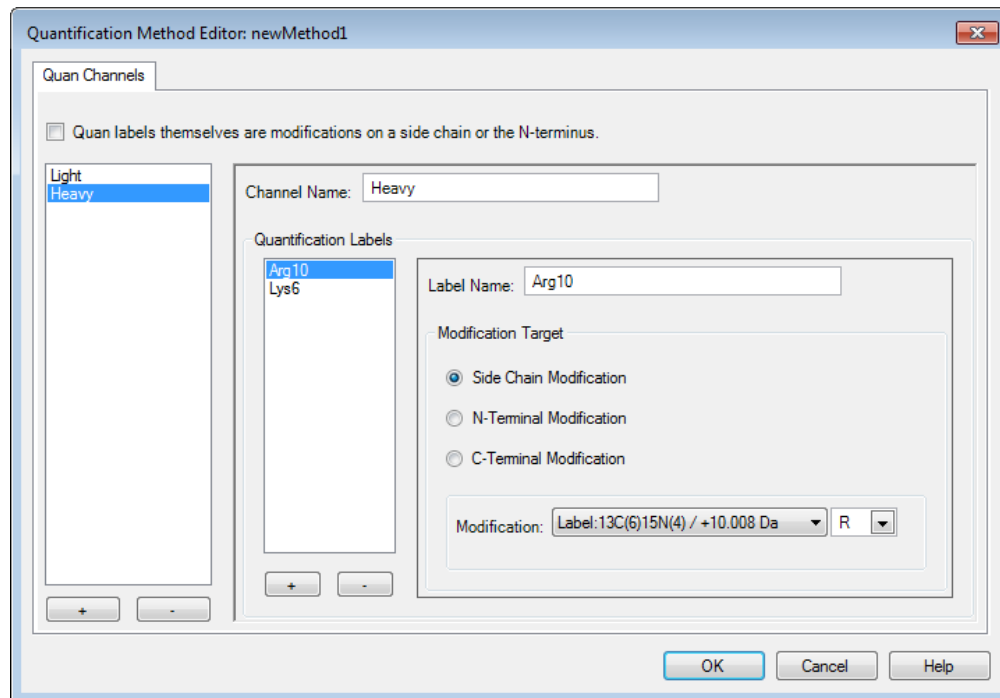 Quantification Method Editor: newMethod1
Quan Channels
Quan labels themselves are modifications on a side chain or the N-terminus.
Light
Heavy
Channel Name: Heavy
Quantification Labels
Arg10
Lys6
Label Name: Arg10
Modification Target
Side Chain Modification
N-Terminal Modification
C-Terminal Modification
Modification: Label:13C(6)15N(4) / +10.008 Da R
+ -
+ -
OK Cancel Help